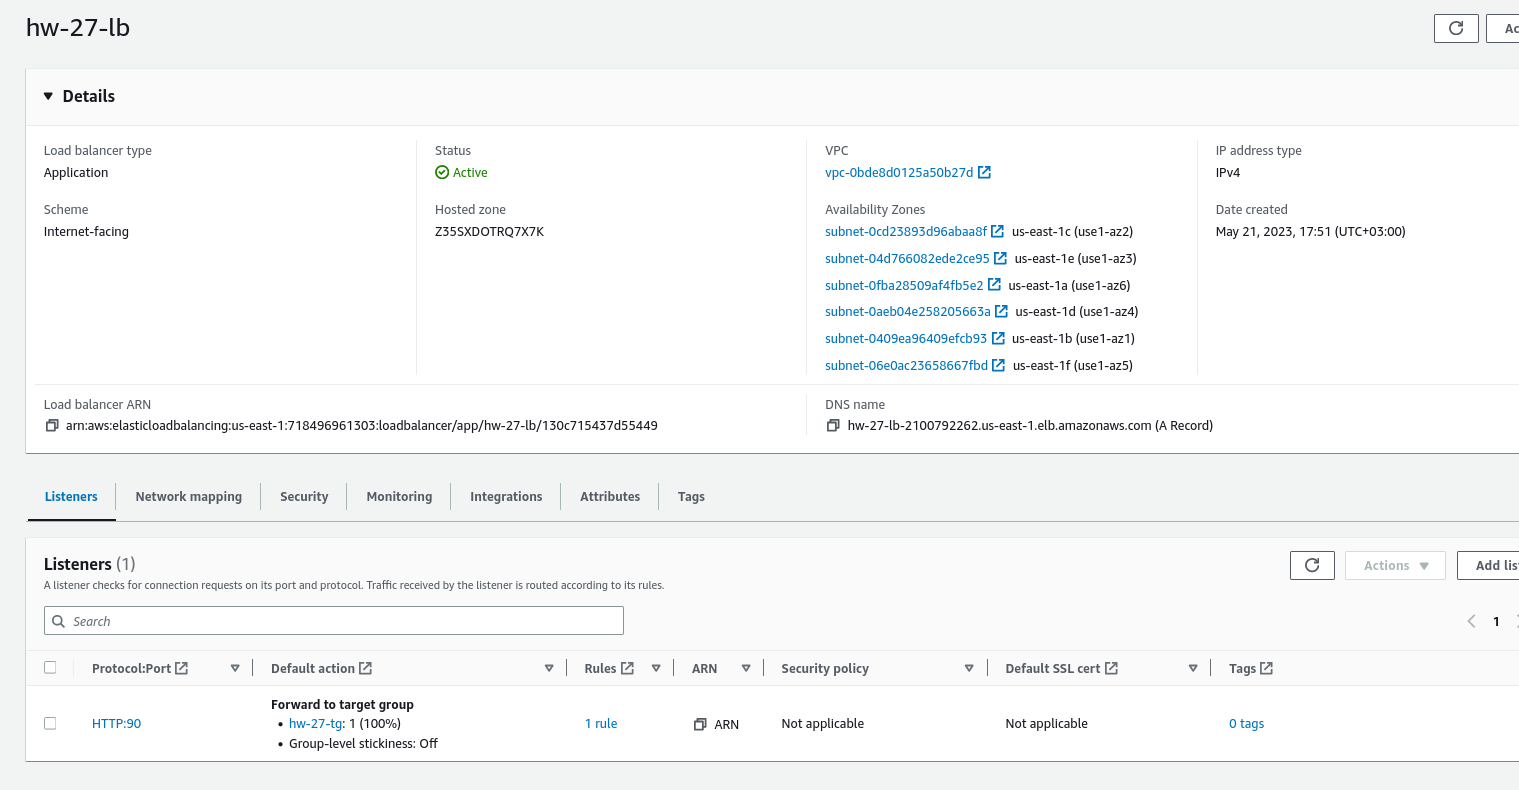 hw-27-lb
Ac
Details
Load balancer type
Application
Status
Active
VPC
vpc-0bde8d0125a50b27d
IP address type
IPv4
Scheme
Internet-facing
Hosted zone
Z35SXDOTRQ7X7K
Availability Zones
subnet-0cd23893d96abaa8f us-east-1c (use1-az2)
subnet-04d766082ede2ce95 us-east-1e (use1-az3)
subnet-0fba28509af4fb5e2 us-east-1a (use1-az6)
subnet-0aeb04e258205663a us-east-1d (use1-az4)
subnet-0409ea96409efcb93 us-east-1b (use1-az1)
subnet-06e0ac23658667fbd us-east-1f (use1-az5)
Date created
May 21, 2023, 17:51 (UTC+03:00)
Load balancer ARN
arn:aws:elasticloadbalancing:us-east-1:718496961303:loadbalancer/app/hw-27-lb/130c715437d55449
DNS name
hw-27-lb-2100792262.us-east-1.elb.amazonaws.com (A Record)
Listeners Network mapping Security Monitoring Integrations Attributes Tags
Listeners (1)
A listener checks for connection requests on its port and protocol. Traffic received by the listener is routed according to its rules.
Actions
Add lis
Search
1
Protocol:Port Default action Rules ARN Security policy Default SSL cert Tags
HTTP:90
Forward to target group
• hw-27-tg: 1 (100%)
• Group-level stickiness: Off
1 rule
ARN
Not applicable
Not applicable
0 tags